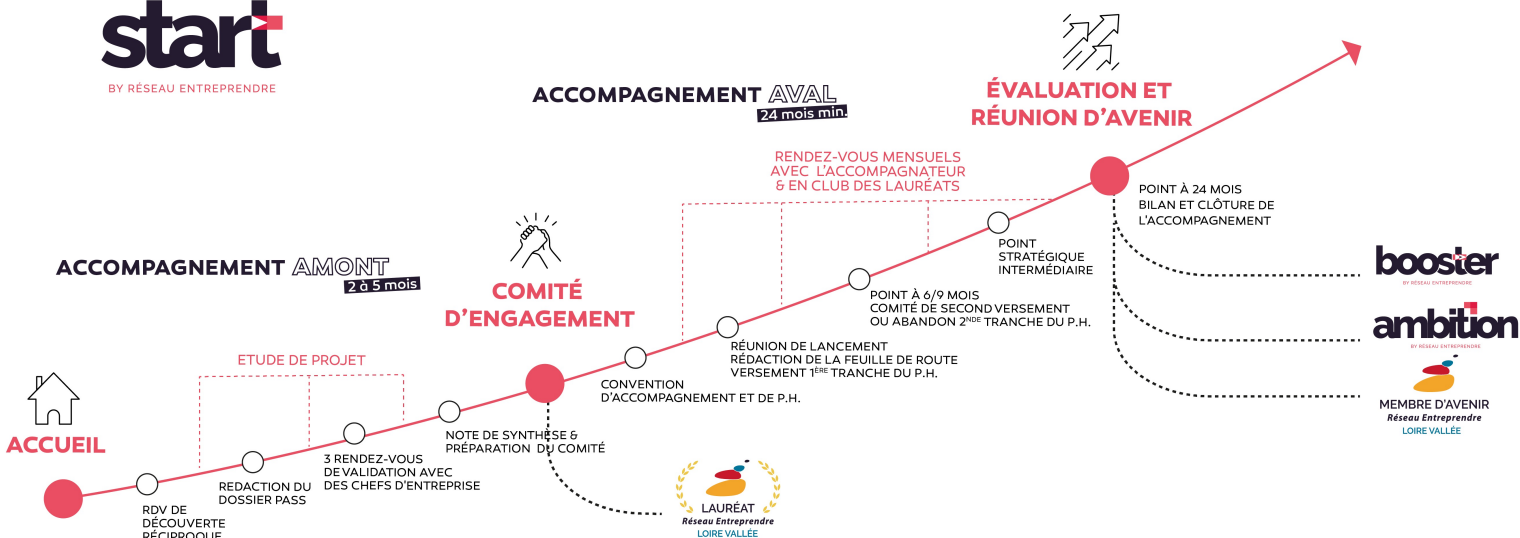 start
BY RÉSEAU ENTREPRENDRE
ACCOMPAGNEMENT AMONT
2 à 5 mois
ACCUEIL
ETUDE DE PROJET
RDV DE
DÉCOUVERTE
RÉCIPROQUE
REDACTION DU
DOSSIER PASS
3 RENDEZ-VOUS
DE VALIDATION AVEC
DES CHEFS D'ENTREPRISE
NOTE DE SYNTHÈSE &
PRÉPARATION DU COMITÉ
COMITÉ
D'ENGAGEMENT
LAURÉAT
Réseau Entreprendre
LOIRE VALLÉE
ACCOMPAGNEMENT AVAL
24 mois min.
CONVENTION
D'ACCOMPAGNEMENT ET DE P.H.
RÉUNION DE LANCEMENT
RÉDACTION DE LA FEUILLE DE ROUTE
VERSEMENT 1ÈRE TRANCHE DU P.H.
RENDEZ-VOUS MENSUELS
AVEC L'ACCOMPAGNATEUR
& EN CLUB DES LAURÉATS
POINT À 6/9 MOIS
COMITÉ DE SECOND VERSEMENT
OU ABANDON 2NDE TRANCHE DU P.H.
POINT
STRATÉGIQUE
INTERMÉDIAIRE
ÉVALUATION ET
RÉUNION D'AVENIR
POINT À 24 MOIS
BILAN ET CLÔTURE DE
L'ACCOMPAGNEMENT
booster
BY RÉSEAU ENTREPRENDRE
ambition
BY RÉSEAU ENTREPRENDRE
MEMBRE D'AVENIR
Réseau Entreprendre
LOIRE VALLÉE